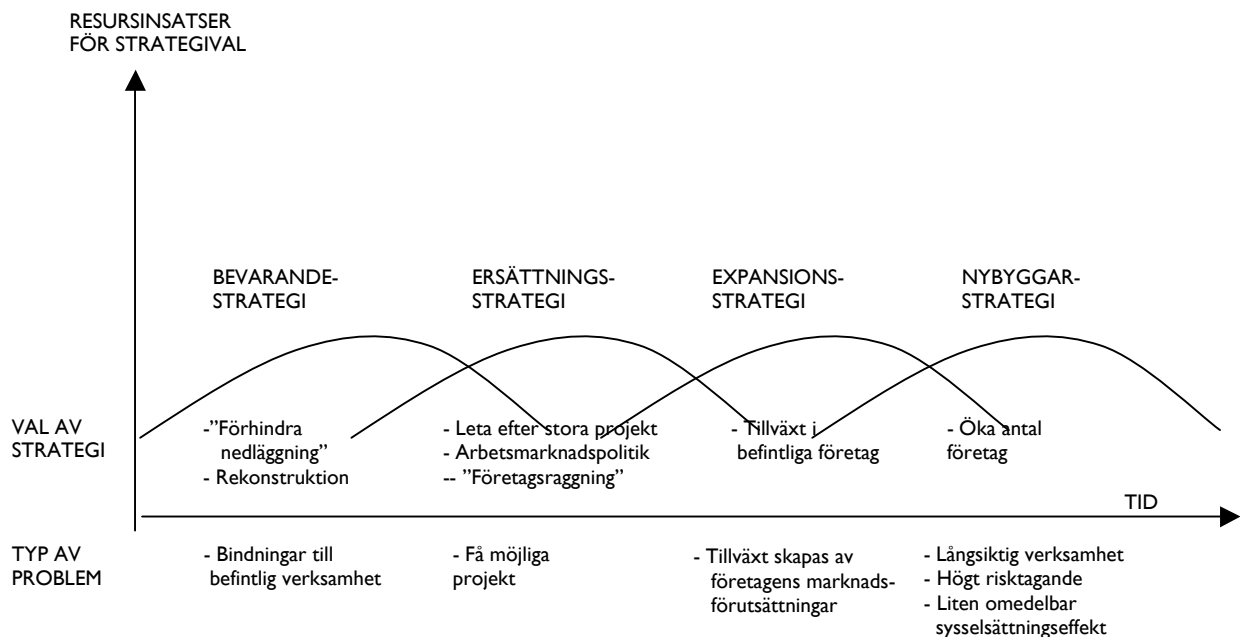 RESURSINSATSER
FÖR STRATEGIVAL
BEVARANDE-
STRATEGI
ERSÄTTNINGS-
STRATEGI
EXPANSIONS-
STRATEGI
NYBYGGAR-
STRATEGI
VAL AV
STRATEGI
-”Förhindra
nedläggning”
- Rekonstruktion
- Leta efter stora projekt
- Arbetsmarknadspolitik
-- ”Företagsraggning”
- Tillväxt i
befintliga företag
- Öka antal
företag
TID
TYP AV
PROBLEM
- Bindningar till
befintlig verksamhet
- Få möjliga
projekt
- Tillväxt skapas av
företagens marknads-
förutsättningar
- Långsiktig verksamhet
- Högt risktagande
- Liten omedelbar
sysselsättningseffekt